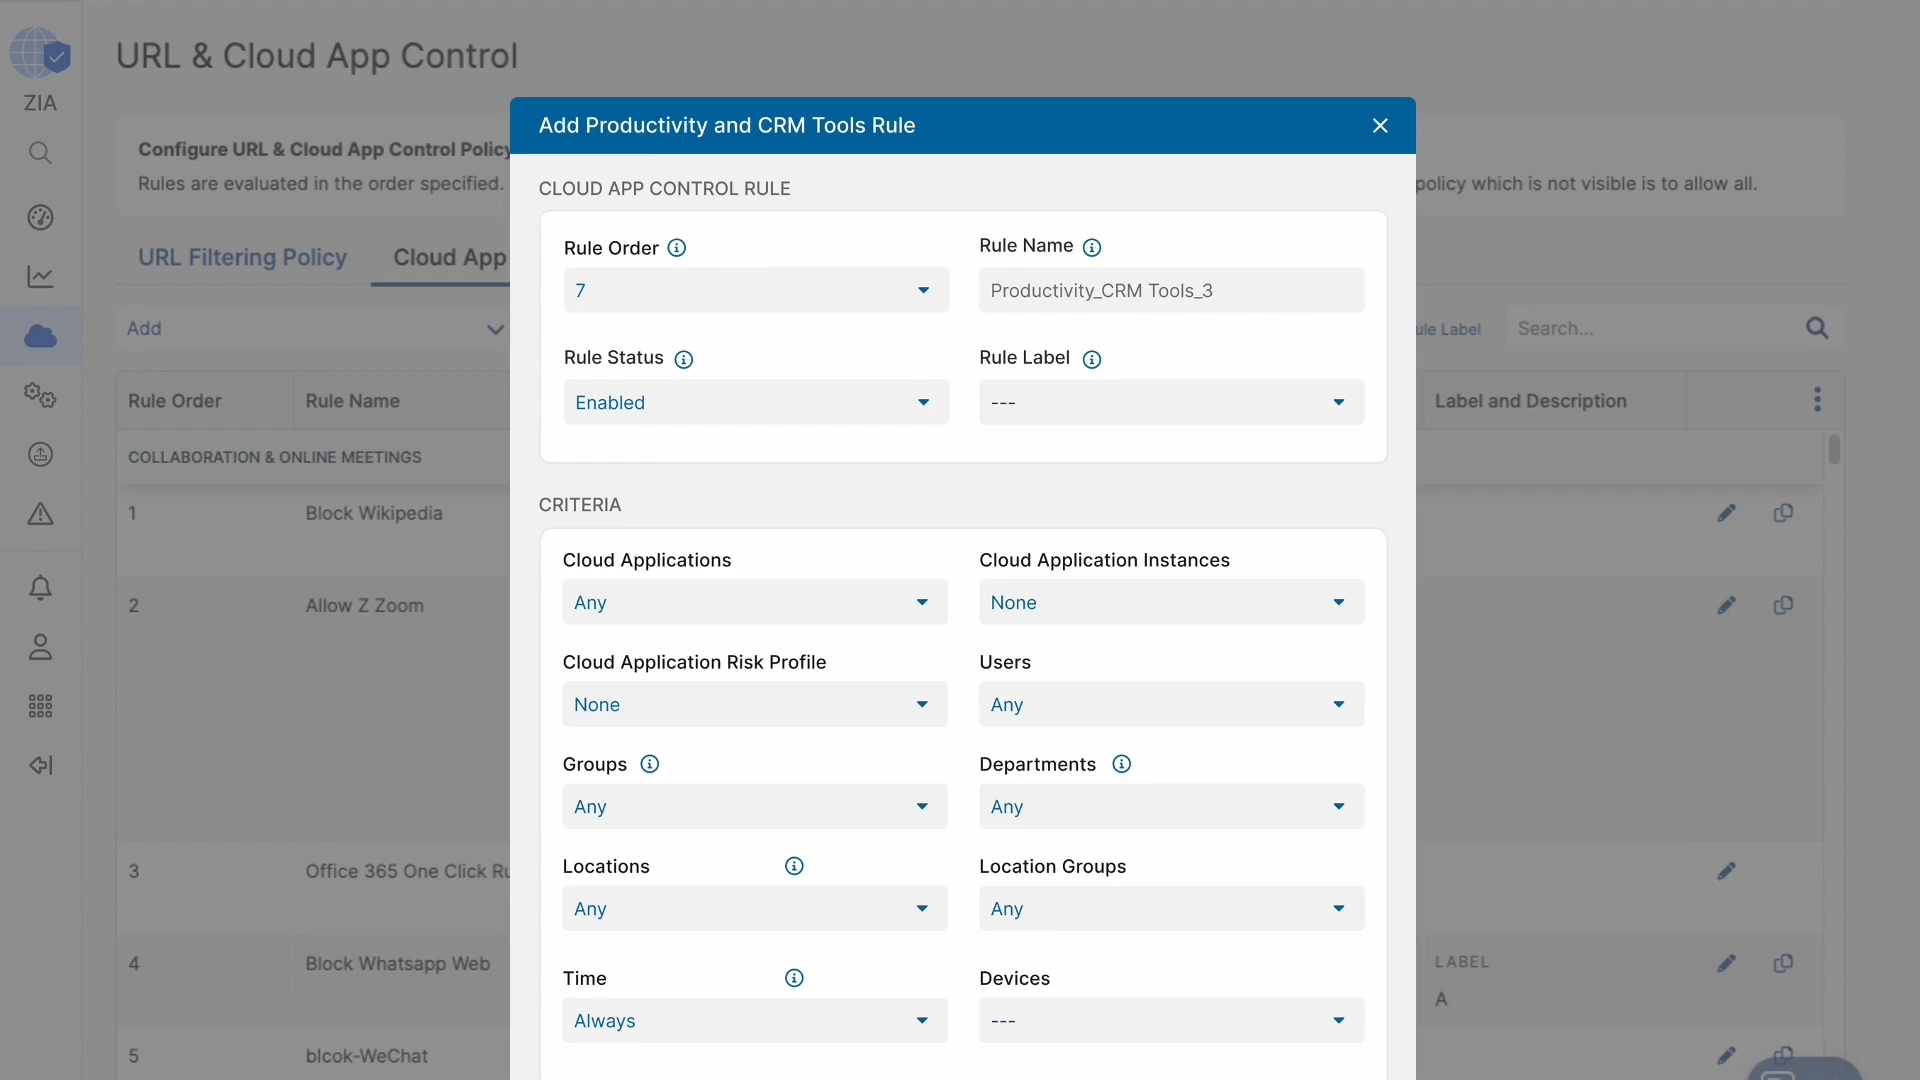 URL & Cloud App Control
ZIA
Configure URL & Cloud App Control Policy
Rules are evaluated in the order specified.
policy which is not visible is to allow all.
URL Filtering Policy
Cloud App
Add
Label
Search...
Rule Order
Rule Name
Label and Description
COLLABORATION & ONLINE MEETINGS
1
Block Wikipedia
2
Allow Z Zoom
3
Office 365 One Click
4
Block Whatsapp Web
LABEL
A
5
blcok-WeChat
Add Productivity and CRM Tools Rule
CLOUD APP CONTROL RULE
Rule Order
Rule Name
7
Productivity_CRM Tools_3
Rule Status
Rule Label
Enabled
---
CRITERIA
Cloud Applications
Cloud Application Instances
Any
None
Cloud Application Risk Profile
Users
None
Any
Groups
Departments
Any
Any
Locations
Location Groups
Any
Any
Time
Devices
Always
---